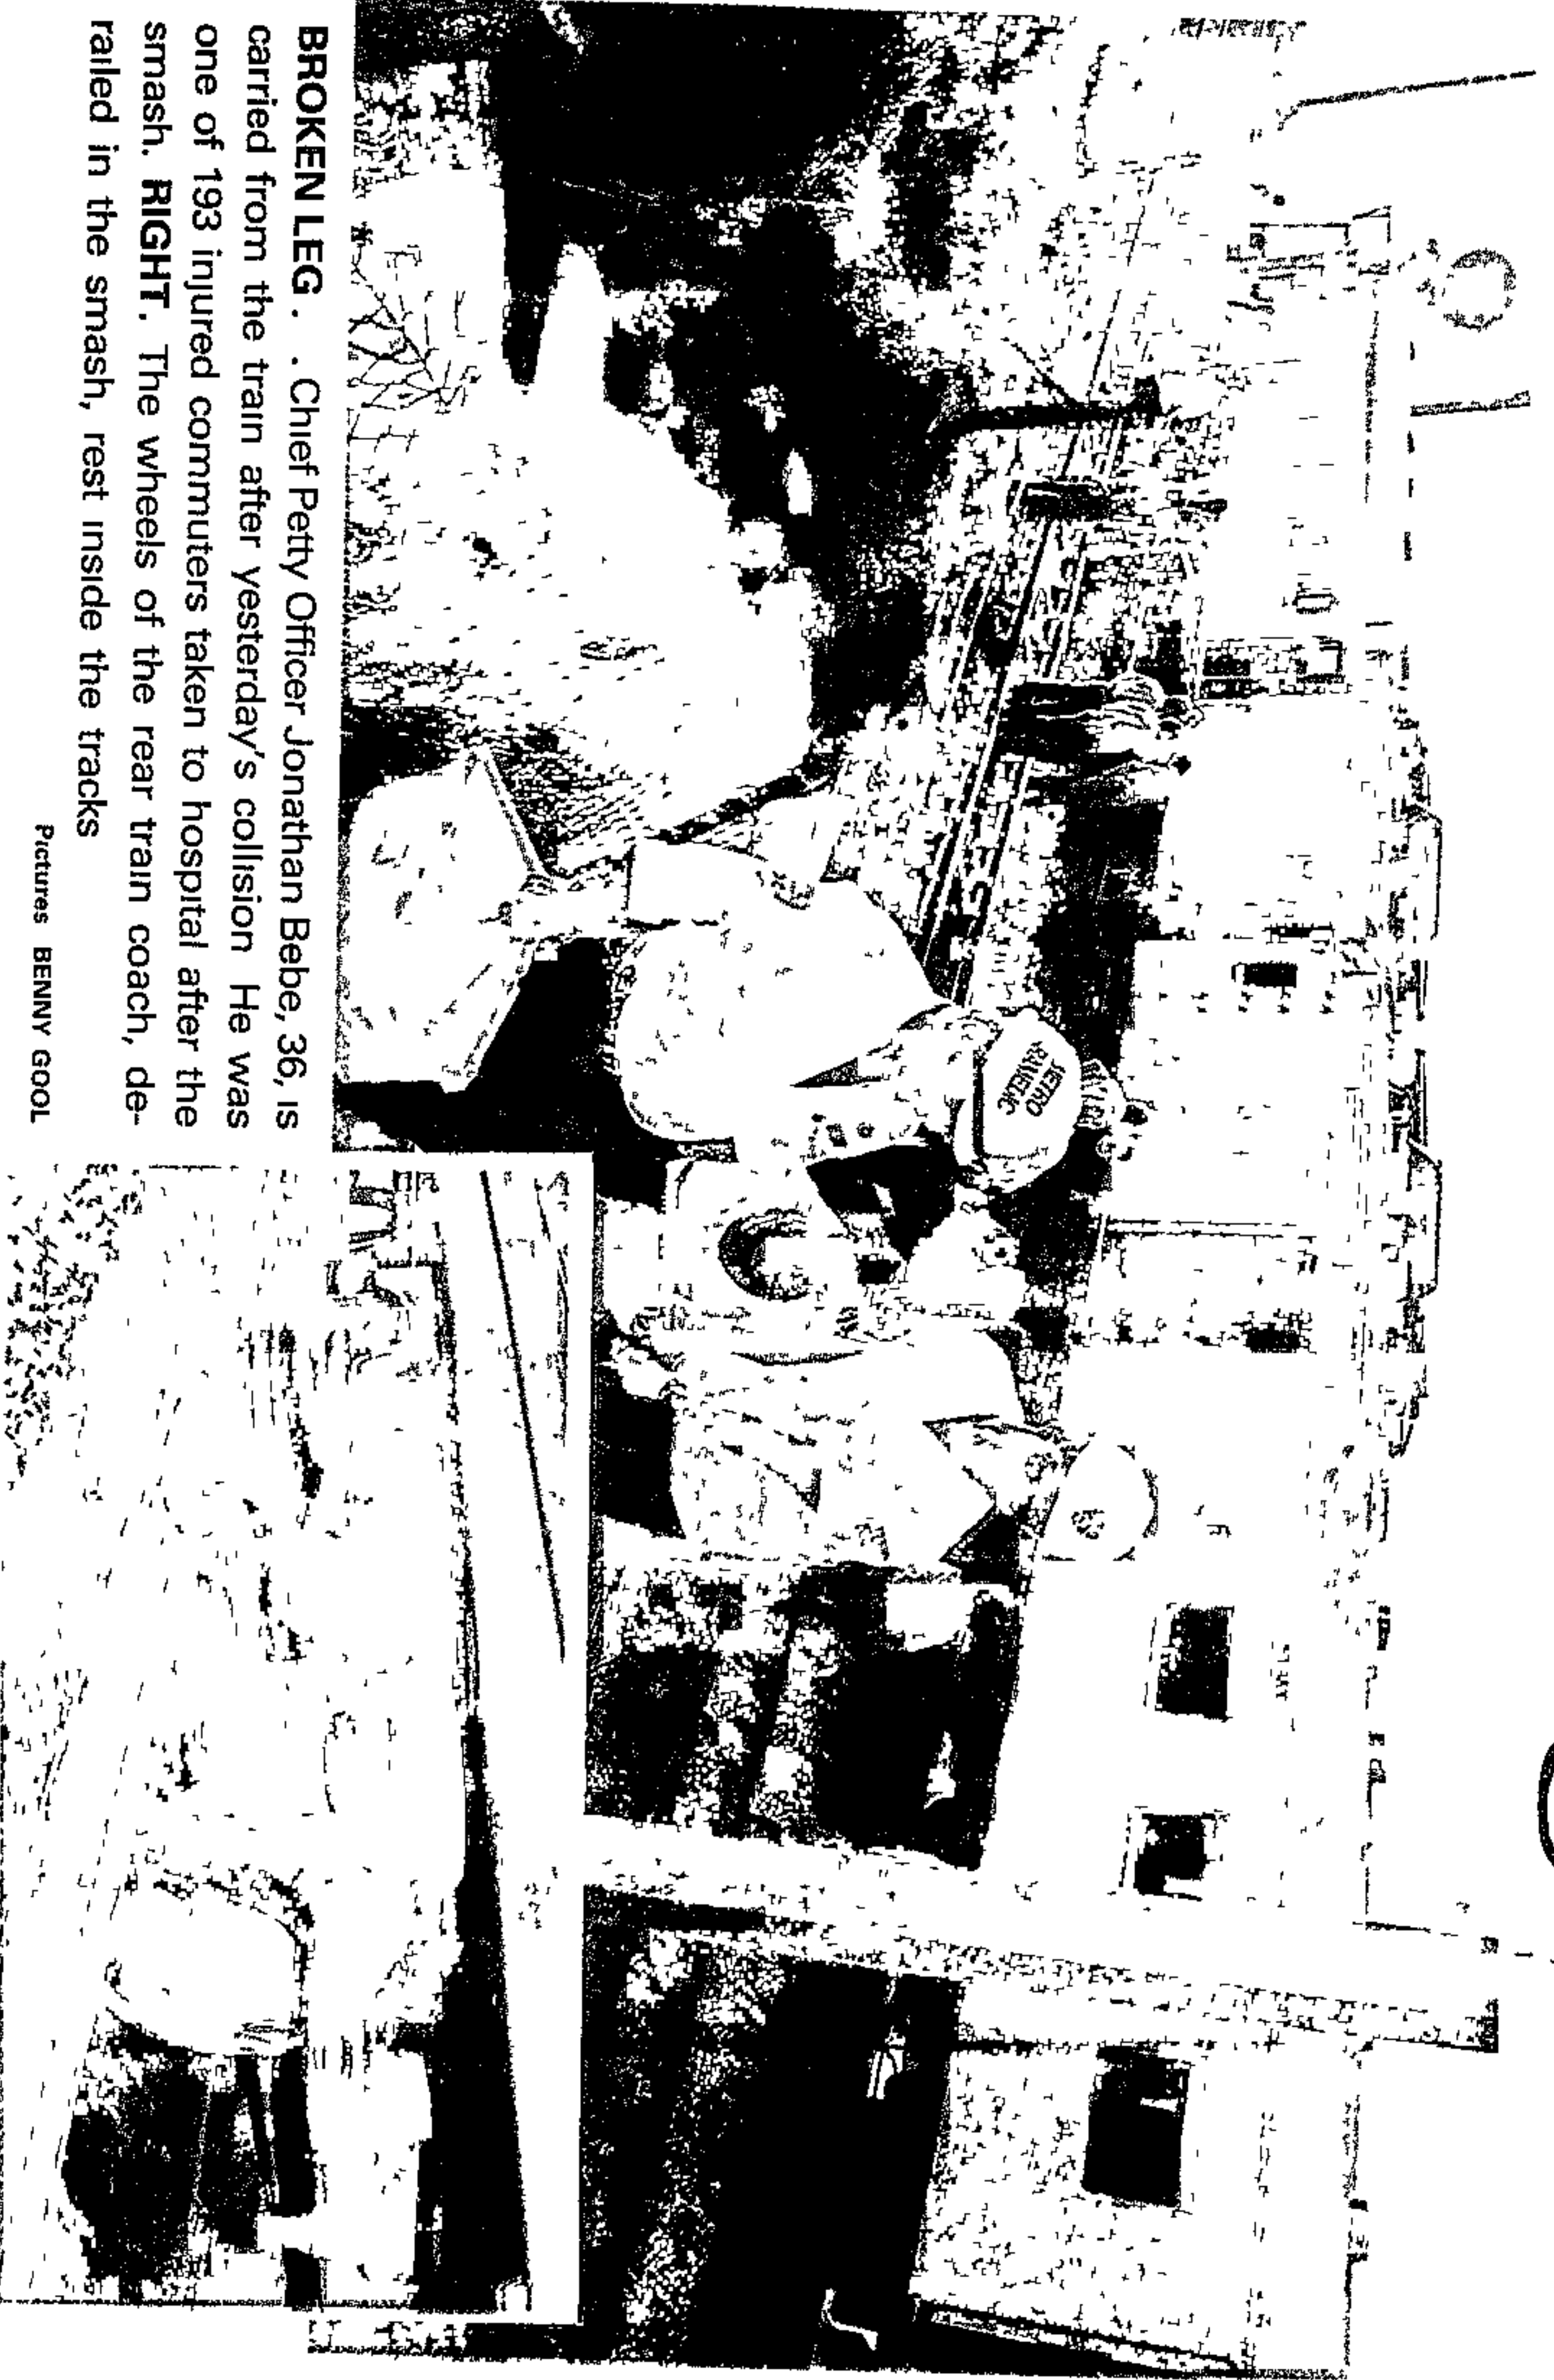 BROKEN LEG . . Chief Petty Officer Jonathan Bebe, 36, is
carried from the train after yesterday's collision He was
one of 193 injured commuters taken to hospital after the
smash. RIGHT. The wheels of the rear train coach, de-
railed in the smash, rest inside the tracks
Pictures BENNY GOOL